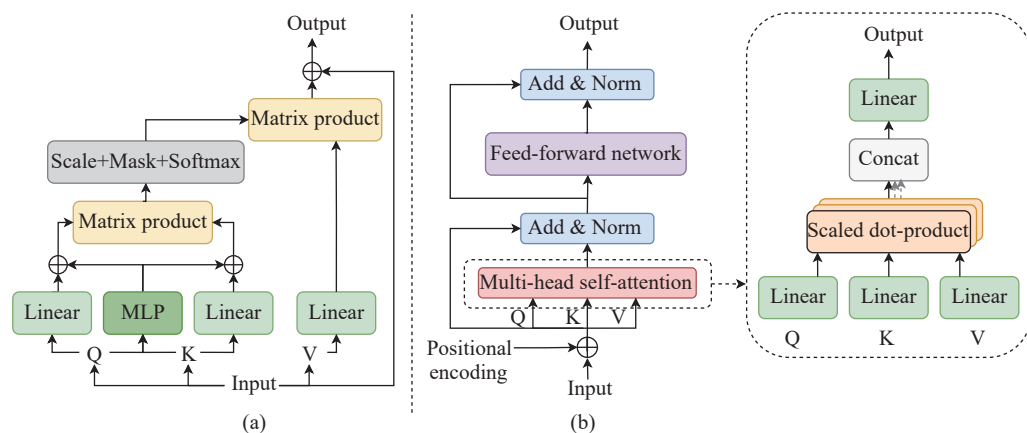 Output
Matrix product
Scale+Mask+Softmax
Matrix product
Linear
MLP
Linear
Linear
Q
K
V
Input
(a)
Output
Add & Norm
Feed-forward network
Add & Norm
Multi-head self-attention
Q
K
V
Positional
encoding
Input
(b)
Output
Linear
Concat
Scaled dot-product
Linear
Linear
Linear
Q
K
V